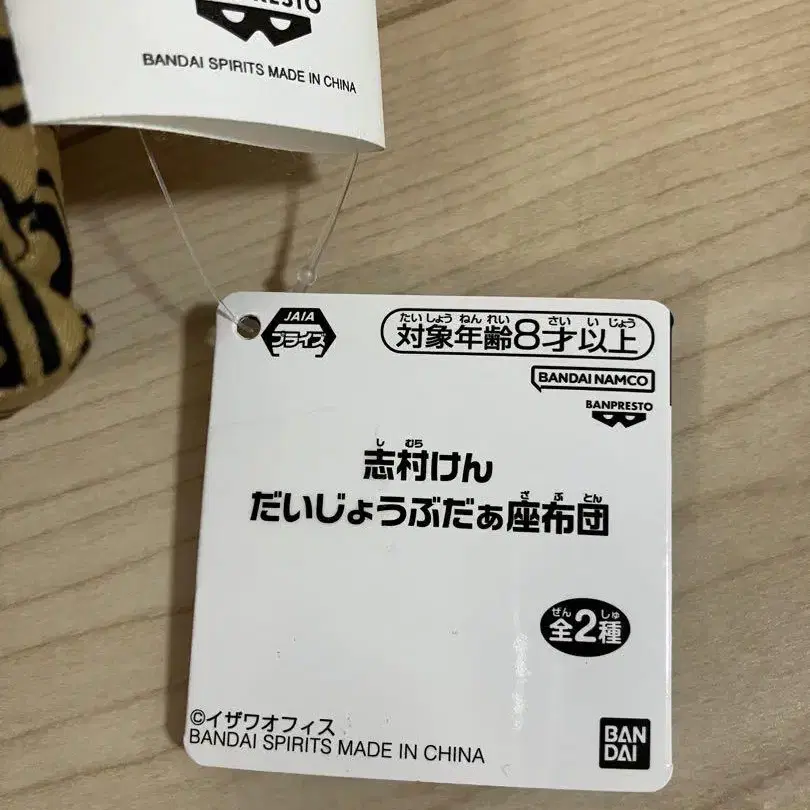 BANPRESTO
BANDAI SPIRITS MADE IN CHINA
JAIA
プライズ
たいしょうねんれい さいいじょう
対象年齢8才以上
BANDAI NAMCO
BANPRESTO
しむら
志村けん
ざぶとん
だいじょうぶだぁ座布団
ぜん しゅ
全2種
©イザワオフィス
BANDAI SPIRITS MADE IN CHINA
BAN
DAI